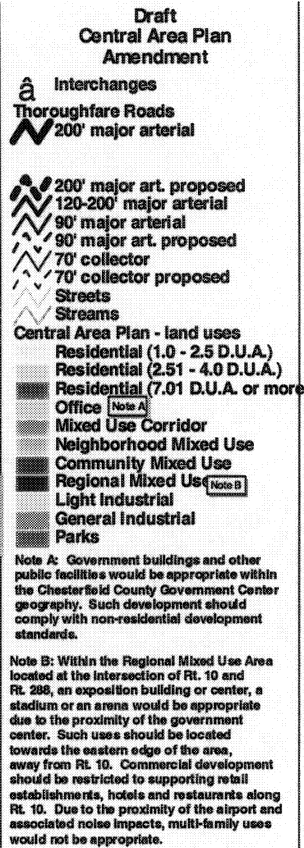 Draft
Central Area Plan
Amendment
â Interchanges
Thoroughfare Roads
200' major arterial
200' major art. proposed
120-200' major arterial
90' major arterial
90' major art. proposed
70' collector
70' collector proposed
Streets
Streams
Central Area Plan - land uses
Residential (1.0 - 2.5 D.U.A.)
Residential (2.51 - 4.0 D.U.A.)
Residential (7.01 D.U.A. or more
Office Note A
Mixed Use Corridor
Neighborhood Mixed Use
Community Mixed Use
Regional Mixed Use Note B
Light Industrial
General Industrial
Parks
Note A: Government buildings and other
public facilities would be appropriate within
the Chesterfield County Government Center
geography. Such development should
comply with non-residential development
standards.
Note B: Within the Regional Mixed Use Area
located at the intersection of Rt. 10 and
Rt. 288, an exposition building or center, a
stadium or an arena would be appropriate
due to the proximity of the government
center. Such uses should be located
towards the eastern edge of the area,
away from Rt. 10. Commercial development
should be restricted to supporting retail
establishments, hotels and restaurants along
Rt. 10. Due to the proximity of the airport and
associated noise impacts, multi-family uses
would not be appropriate.